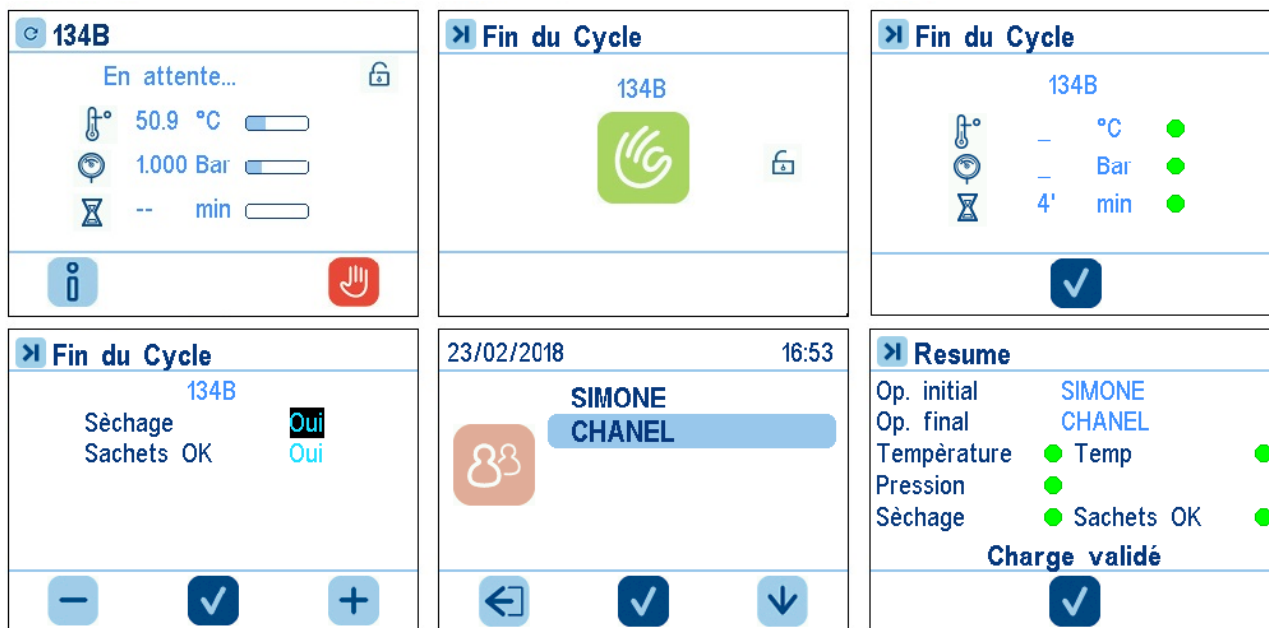 134B
En attente...
50.9 °C
1.000 Bar
-- min
Fin du Cycle
134B
Fin du Cycle
134B
_ °C
_ Bar
4' min
Fin du Cycle
134B
Sèchage Oui
Sachets OK Oui
23/02/2018 16:53
SIMONE
CHANEL
Resume
Op. initial SIMONE
Op. final CHANEL
Tempèrature Temp
Pression
Sèchage Sachets OK
Charge validé